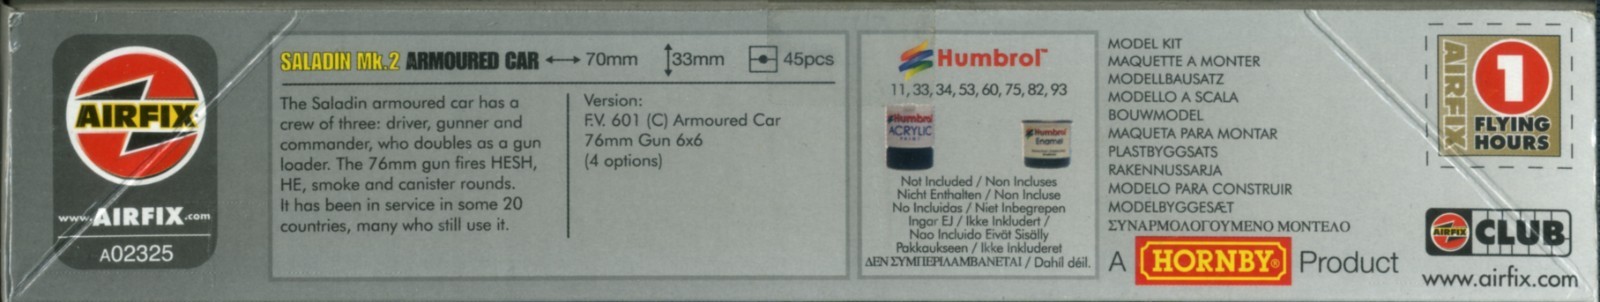 AIRFIX
www.AIRFIX.com
A02325
SALADIN Mk.2 ARMOURED CAR 70mm 33mm 45pcs
The Saladin armoured car has a
crew of three: driver, gunner and
commander, who doubles as a gun
loader. The 76mm gun fires HESH,
HE, smoke and canister rounds.
It has been in service in some 20
countries, many who still use it.
Version:
F.V. 601 (C) Armoured Car
76mm Gun 6x6
(4 options)
Humbrol™
11, 33, 34, 53, 60, 75, 82, 93
Humbrol
ACRYLIC
PAINT
Humbrol
Enamel
Not Included / Non Incluses
Nicht Enthalten / Non Incluse
No Incluidas / Niet Inbegrepen
Ingar EJ / Ikke Inkludert /
Nao Incluido Eivät Sisälly
Pakkaukseen / Ikke Inkluderet
ΔΕΝ ΣΥΜΠΕΡΙΛΑΜΒΑΝΕΤΑΙ / Dahil déil.
MODEL KIT
MAQUETTE A MONTER
MODELLBAUSATZ
MODELLO A SCALA
BOUWMODEL
MAQUETA PARA MONTAR
PLASTBYGGSATS
RAKENNUSSARJA
MODELO PARA CONSTRUIR
MODELBYGGESÆT
ΣΥΝΑΡΜΟΛΟΓΟΥΜΕΝΟ ΜΟΝΤΕΛΟ
A HORNBY® Product
AIRFIX
1
FLYING
HOURS
AIRFIX CLUB
www.airfix.com